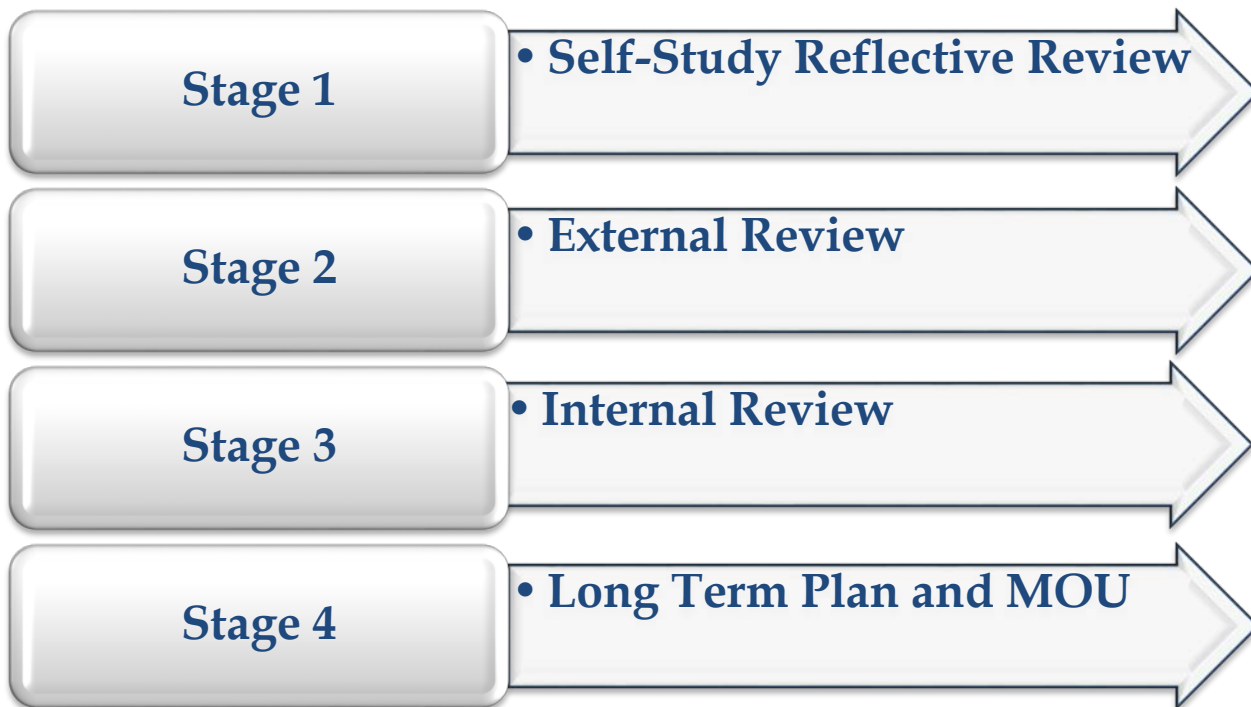 Stage 1
• Self-Study Reflective Review
Stage 2
• External Review
Stage 3
• Internal Review
Stage 4
• Long Term Plan and MOU